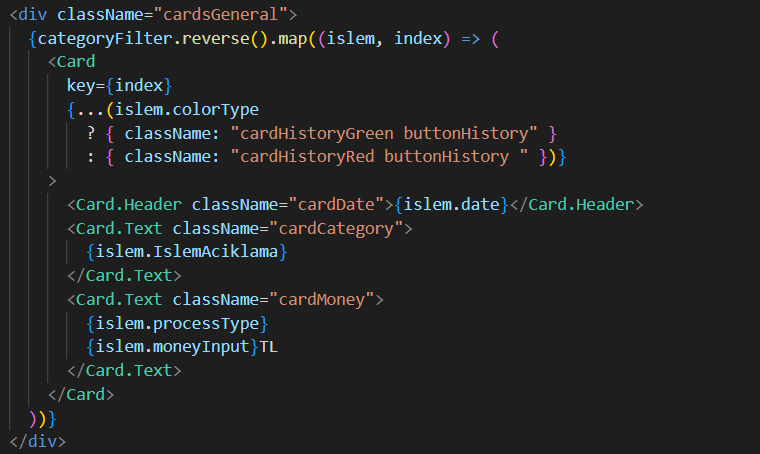 <div className="cardsGeneral">
  {categoryFilter.reverse().map((islem, index) => (
    <Card
      key={index}
      {...(islem.colorType
        ? { className: "cardHistoryGreen buttonHistory" }
        : { className: "cardHistoryRed buttonHistory " })}
    >
      <Card.Header className="cardDate">{islem.date}</Card.Header>
      <Card.Text className="cardCategory">
        {islem.IslemAciklama}
      </Card.Text>
      <Card.Text className="cardMoney">
        {islem.processType}
        {islem.moneyInput}TL
      </Card.Text>
    </Card>
  ))}
</div>